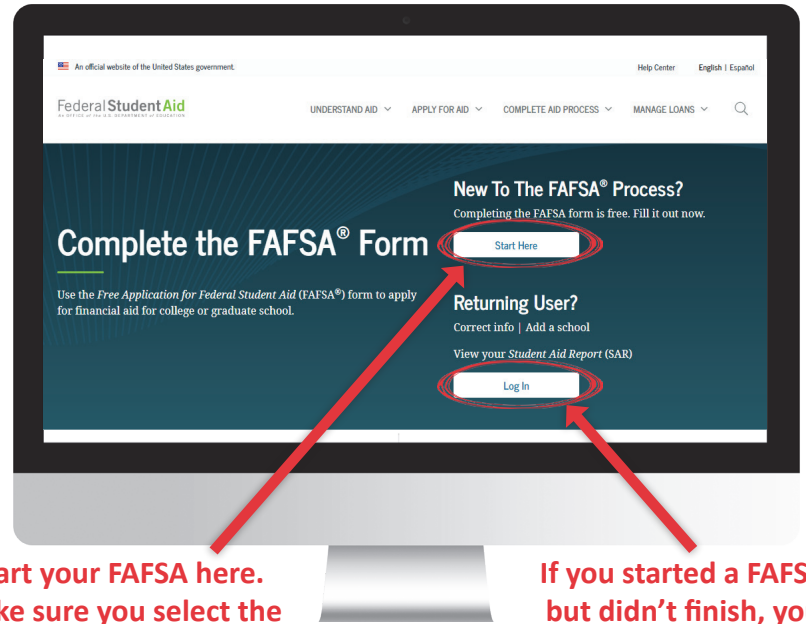 An official website of the United States government.
Help Center English | Español
Federal Student Aid
An OFFICE of the U.S. DEPARTMENT of EDUCATION
UNDERSTAND AID APPLY FOR AID COMPLETE AID PROCESS MANAGE LOANS
New To The FAFSA® Process?
Completing the FAFSA form is free. Fill it out now.
Start Here
Complete the FAFSA® Form
Use the Free Application for Federal Student Aid (FAFSA®) form to apply
for financial aid for college or graduate school.
Returning User?
Correct info | Add a school
View your Student Aid Report (SAR)
Log In
art your FAFSA here.
ke sure you select the
If you started a FAFS
but didn't finish, yo